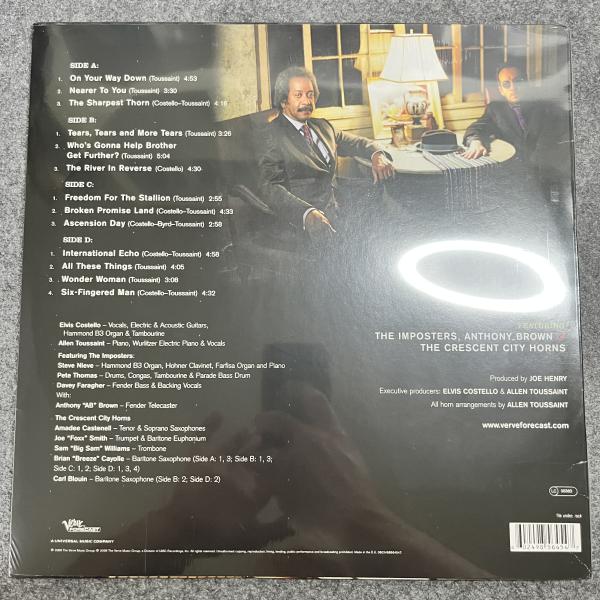 SIDE A:
1. On Your Way Down (Toussaint) 4:53
2. Nearer To You (Toussaint) 3:30
3. The Sharpest Thorn (Costello–Toussaint) 4:16
SIDE B:
1. Tears, Tears and More Tears (Toussaint) 3:26
2. Who's Gonna Help Brother
Get Further? (Toussaint) 5:04
3. The River In Reverse (Costello) 4:30
SIDE C:
1. Freedom For The Stallion (Toussaint) 2:55
2. Broken Promise Land (Costello–Toussaint) 4:33
3. Ascension Day (Costello–Byrd–Toussaint) 2:58
SIDE D:
1. International Echo (Costello–Toussaint) 4:58
2. All These Things (Toussaint) 4:05
3. Wonder Woman (Toussaint) 3:08
4. Six-Fingered Man (Costello–Toussaint) 4:32
Elvis Costello – Vocals, Electric & Acoustic Guitars,
Hammond B3 Organ & Tambourine
Allen Toussaint – Piano, Wurlitzer Electric Piano & Vocals
Featuring The Imposters:
Steve Nieve – Hammond B3 Organ, Hohner Clavinet, Farfisa Organ and Piano
Pete Thomas – Drums, Congas, Tambourine & Parade Bass Drum
Davey Faragher – Fender Bass & Backing Vocals
With:
Anthony "AB" Brown – Fender Telecaster
The Crescent City Horns
Amadee Castenell – Tenor & Soprano Saxophones
Joe "Foxx" Smith – Trumpet & Baritone Euphonium
Sam "Big Sam" Williams – Trombone
Brian "Breeze" Cayolle – Baritone Saxophone (Side A: 1, 3; Side B: 1, 3;
Side C: 1, 2; Side D: 1, 3, 4)
Carl Blouin – Baritone Saxophone (Side B: 2; Side D: 2)
FEATURING
THE IMPOSTERS, ANTHONY BROWN
THE CRESCENT CITY HORNS
Produced by JOE HENRY
Executive producers: ELVIS COSTELLO & ALLEN TOUSSAINT
All horn arrangements by ALLEN TOUSSAINT
www.verveforecast.com
LC
File under: rock
Verve
FORECAST
A UNIVERSAL MUSIC COMPANY